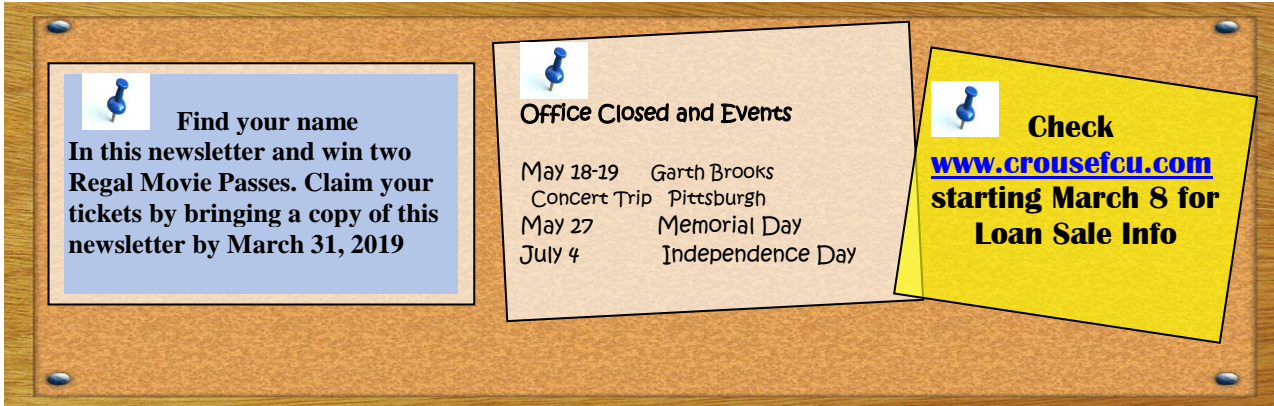 Find your name
In this newsletter and win two
Regal Movie Passes. Claim your
tickets by bringing a copy of this
newsletter by March 31, 2019
Office Closed and Events
May 18-19 Garth Brooks
Concert Trip Pittsburgh
May 27 Memorial Day
July 4 Independence Day
Check
www.crousefcu.com
starting March 8 for
Loan Sale Info